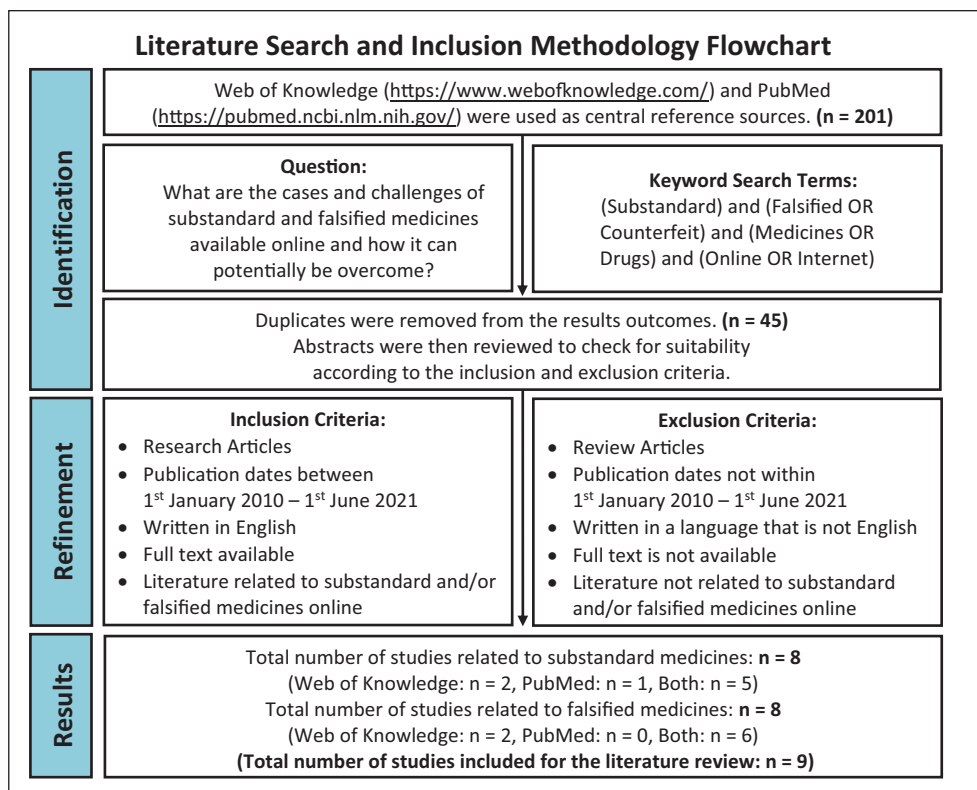 Literature Search and Inclusion Methodology Flowchart
Identification
Web of Knowledge (https://www.webofknowledge.com/) and PubMed
(https://pubmed.ncbi.nlm.nih.gov/) were used as central reference sources. (n = 201)
Question:
What are the cases and challenges of
substandard and falsified medicines
available online and how it can
potentially be overcome?
Keyword Search Terms:
(Substandard) and (Falsified OR
Counterfeit) and (Medicines OR
Drugs) and (Online OR Internet)
Duplicates were removed from the results outcomes. (n = 45)
Abstracts were then reviewed to check for suitability
according to the inclusion and exclusion criteria.
Refinement
Inclusion Criteria:
• Research Articles
• Publication dates between
1st January 2010 – 1st June 2021
• Written in English
• Full text available
• Literature related to substandard and/or
falsified medicines online
Exclusion Criteria:
• Review Articles
• Publication dates not within
1st January 2010 – 1st June 2021
• Written in a language that is not English
• Full text is not available
• Literature not related to substandard
and/or falsified medicines online
Results
Total number of studies related to substandard medicines: n = 8
(Web of Knowledge: n = 2, PubMed: n = 1, Both: n = 5)
Total number of studies related to falsified medicines: n = 8
(Web of Knowledge: n = 2, PubMed: n = 0, Both: n = 6)
(Total number of studies included for the literature review: n = 9)